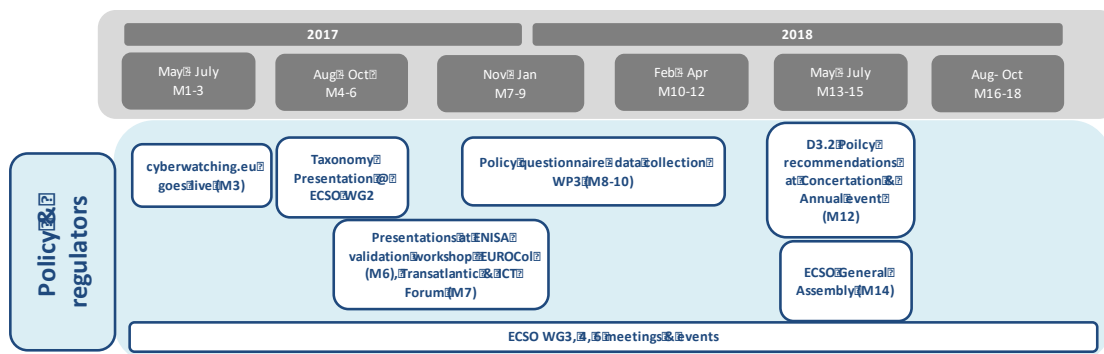 2017
2018
May- July
M1-3
Aug- Oct
M4-6
Nov- Jan
M7-9
Feb- Apr
M10-12
May- July
M13-15
Aug- Oct
M16-18
Policy &
regulators
cyberwatching.eu
goes live (M3)
Taxonomy
Presentation @
ECSO WG2
Policy questionnaire data collection
WP3 (M8-10)
D3.2 Poilcy
recommendations
at Concertation &
Annual event
(M12)
Presentations at ENISA
validation workshop EUROCol
(M6), Transatlantic & ICT
Forum (M7)
ECSO General
Assembly (M14)
ECSO WG3, 4, 6 meetings & events